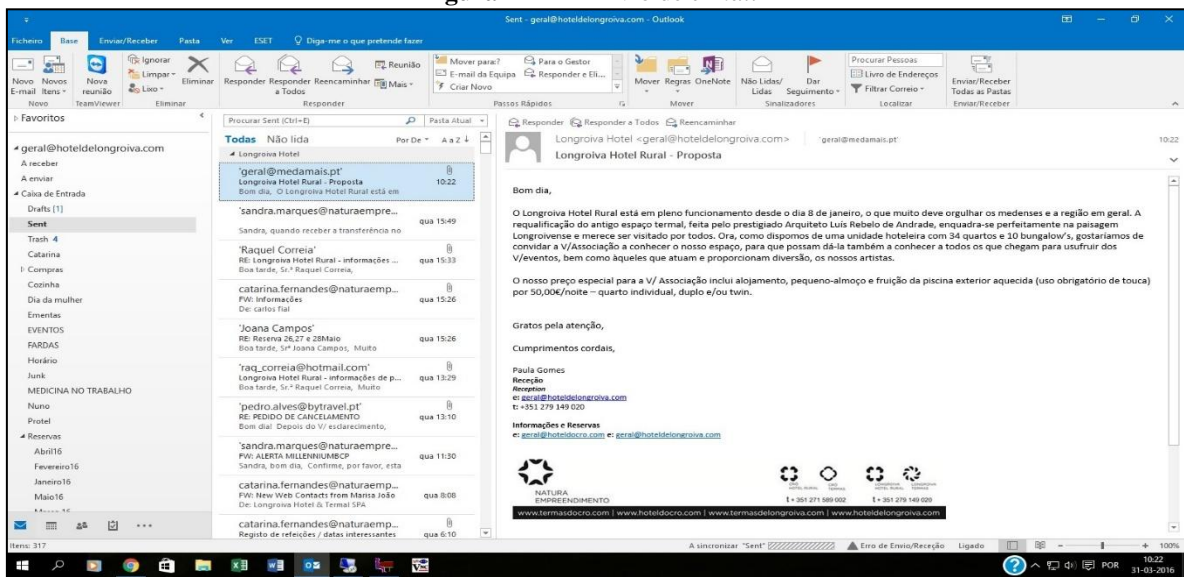 Sent - geral@hoteldelongroiva.com - Outlook
Ficheiro Base Enviar/Receber Pasta Ver ESET Diga-me o que pretende fazer
Novo E-mail
Novos Itens
Nova reunião
Ignorar
Limpar
Lixo
Eliminar
Responder
Responder a Todos
Reencaminhar
Reunião
Mais
Mover para:?
E-mail da Equipa
Criar Novo
Para o Gestor
Responder e Eli...
Mover
Regras
OneNote
Não Lidas/ Lidas
Dar Seguimento
Procurar Pessoas
Livro de Endereços
Filtrar Correio
Enviar/Receber Todas as Pastas
Novo TeamViewer Eliminar Responder Passos Rápidos Mover Sinalizadores Localizar Enviar/Receber
Favoritos
geral@hoteldelongroiva.com
A receber
A enviar
Caixa de Entrada
Drafts [1]
Sent
Trash 4
Catarina
Compras
Cozinha
Dia da mulher
Ementas
EVENTOS
FARDAS
Horário
Junk
MEDICINA NO TRABALHO
Nuno
Protel
Reservas
Abril16
Fevereiro16
Janeiro16
Maio16
Procurar Sent (Ctrl+E) Pasta Atual
Todas Não lida Por De A a Z
Longroiva Hotel
'geral@medamais.pt'
Longroiva Hotel Rural - Proposta 10:22
Bom dia, O Longroiva Hotel Rural está em
'sandra.marques@naturaempre...
qua 15:49
Sandra, quando receber a transferência no
'Raquel Correia'
RE: Longroiva Hotel Rural - informações ... qua 15:33
Boa tarde, Sr.ª Raquel Correia,
catarina.fernandes@naturaemp...
FW: Informações qua 15:26
De: carlos fial
'Joana Campos'
RE: Reserva 26,27 e 28Maio qua 15:26
Boa tarde, Srª Joana Campos, Muito
'raq_correia@hotmail.com'
Longroiva Hotel Rural - informações de p... qua 13:29
Boa tarde, Sr.ª Raquel Correia, Muito
'pedro.alves@bytravel.pt'
RE: PEDIDO DE CANCELAMENTO qua 13:10
Bom dia! Depois do V/ esclarecimento,
'sandra.marques@naturaempre...
FW: ALERTA MILLENNIUMBCP qua 11:30
Sandra, bom dia, Confirme, por favor, esta
catarina.fernandes@naturaemp...
FW: New Web Contacts from Marisa João qua 8:08
De: Longroiva Hotel & Termal SPA
catarina.fernandes@naturaemp...
Registo de refeições / datas interessantes qua 6:10
Responder Responder a Todos Reencaminhar
Longroiva Hotel <geral@hoteldelongroiva.com> 'geral@medamais.pt' 10:22
Longroiva Hotel Rural - Proposta
Bom dia,
O Longroiva Hotel Rural está em pleno funcionamento desde o dia 8 de janeiro, o que muito deve orgulhar os medenses e a região em geral. A
requalificação do antigo espaço termal, feita pelo prestigiado Arquiteto Luís Rebelo de Andrade, enquadra-se perfeitamente na paisagem
Longroivense e merece ser visitado por todos. Ora, como dispomos de uma unidade hoteleira com 34 quartos e 10 bungalow's, gostaríamos de
convidar a V/Associação a conhecer o nosso espaço, para que possam dá-la também a conhecer a todos os que chegam para usufruir dos
V/eventos, bem como àqueles que atuam e proporcionam diversão, os nossos artistas.
O nosso preço especial para a V/ Associação inclui alojamento, pequeno-almoço e fruição da piscina exterior aquecida (uso obrigatório de touca)
por 50,00€/noite – quarto individual, duplo e/ou twin.
Gratos pela atenção,
Cumprimentos cordais,
Paula Gomes
Receção
Reception
e: geral@hoteldelongroiva.com
t: +351 279 149 020
Informações e Reservas
e: geral@hoteldocro.com e: geral@hoteldelongroiva.com
NATURA
EMPREENDIMENTO
t + 351 271 589 002 t + 351 279 149 020
www.termasdocro.com | www.hoteldocro.com | www.termasdelongroiva.com | www.hoteldelongroiva.com
Itens: 317 A sincronizar "Sent" Erro de Envio/Receção Ligado 100%
POR 10:22
31-03-2016